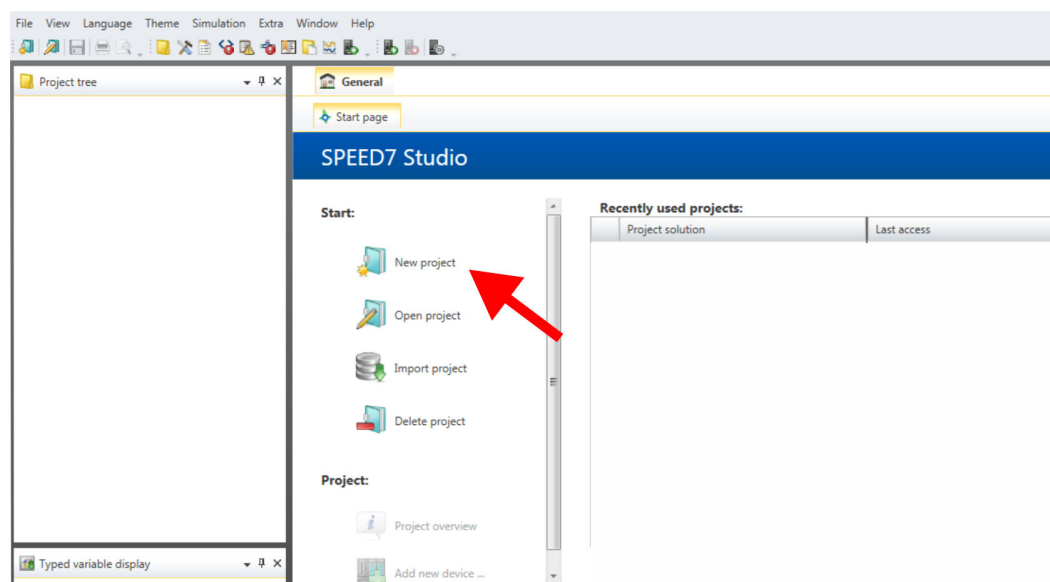 File View Language Theme Simulation Extra Window Help
Project tree
General
Start page
SPEED7 Studio
Start:
Recently used projects:
Project solution Last access
New project
Open project
Import project
Delete project
Project:
Project overview
Add new device ...
Typed variable display